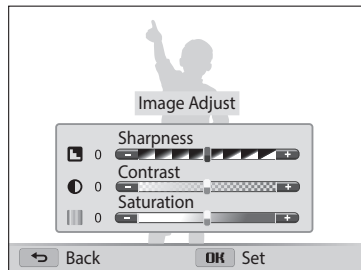 Image Adjust
Sharpness
0 - +
Contrast
0 - +
Saturation
0 - +
Back OK Set